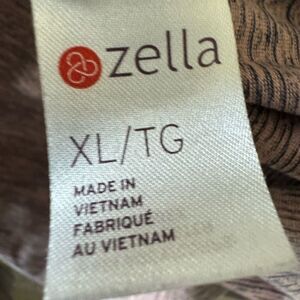 zella
XL/TG
MADE IN
VIETNAM
FABRIQUÉ
AU VIETNAM